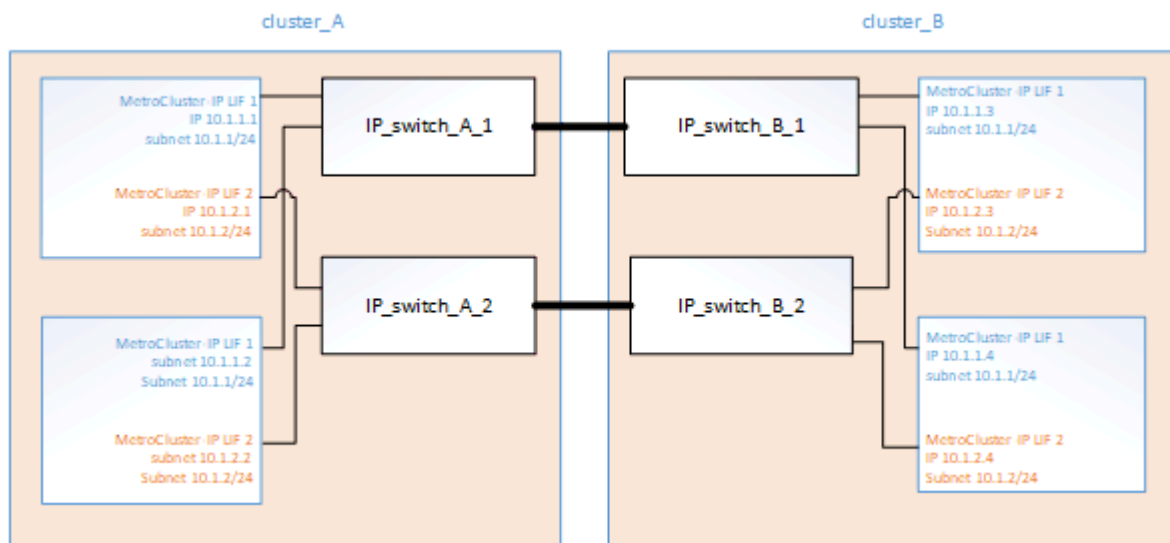 cluster_A
cluster_B
MetroCluster-IP LIF 1
IP 10.1.1.1
subnet 10.1.1/24
MetroCluster-IP LIF 2
IP 10.1.2.1
subnet 10.1.2/24
IP_switch_A_1
IP_switch_B_1
MetroCluster-IP LIF 1
IP 10.1.1.3
subnet 10.1.1/24
MetroCluster-IP LIF 2
IP 10.1.2.3
Subnet 10.1.2/24
MetroCluster-IP LIF 1
subnet 10.1.1.2
Subnet 10.1.1/24
MetroCluster-IP LIF 2
subnet 10.1.2.2
Subnet 10.1.2/24
IP_switch_A_2
IP_switch_B_2
MetroCluster-IP LIF 1
IP 10.1.1.4
subnet 10.1.1/24
MetroCluster-IP LIF 2
IP 10.1.2.4
Subnet 10.1.2/24